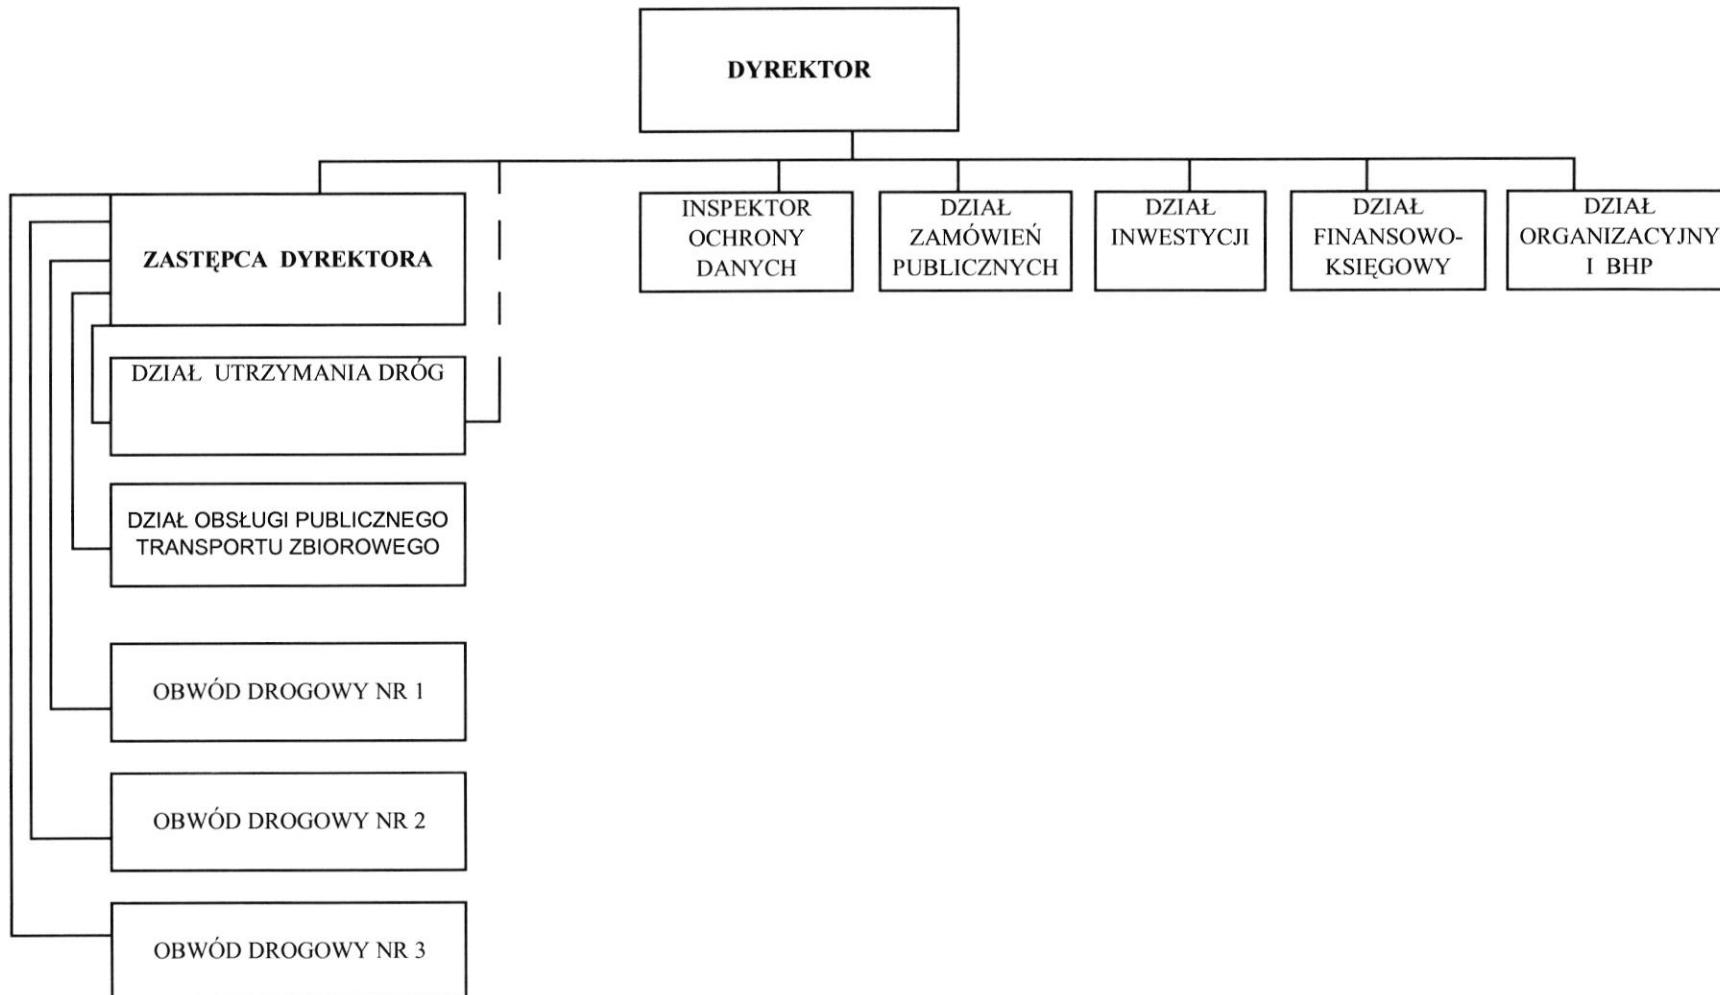 DYREKTOR
ZASTĘPCA DYREKTORA
INSPEKTOR
OCHRONY
DANYCH
DZIAŁ
ZAMÓWIEŃ
PUBLICZNYCH
DZIAŁ
INWESTYCJI
DZIAŁ
FINANSOWO-
KSIĘGOWY
DZIAŁ
ORGANIZACYJNY
I BHP
DZIAŁ UTRZYMANIA DRÓG
DZIAŁ OBSŁUGI PUBLICZNEGO
TRANSPORTU ZBIOROWEGO
OBWÓD DROGOWY NR 1
OBWÓD DROGOWY NR 2
OBWÓD DROGOWY NR 3